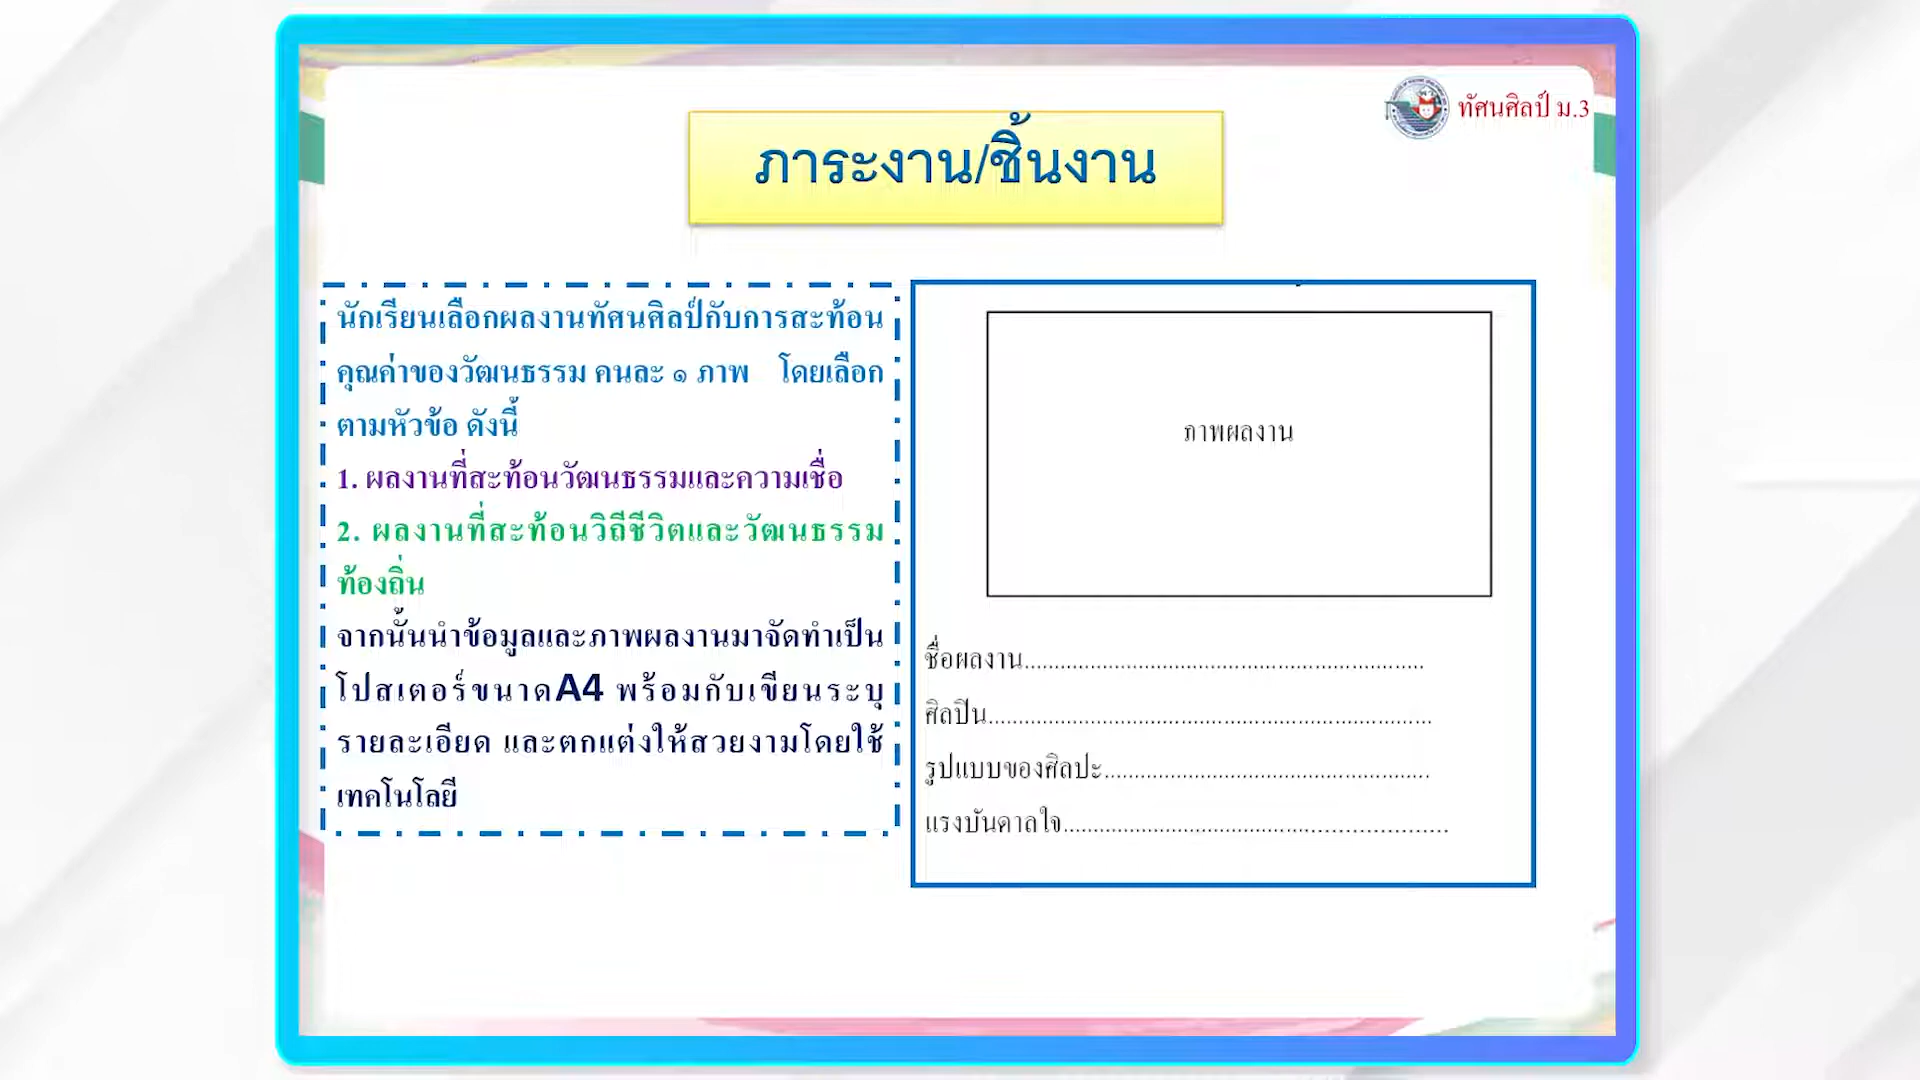 ทัศนศิลป์ ม.3
ภาระงาน/ชิ้นงาน
นักเรียนเลือกผลงานทัศนศิลป์กับการสะท้อน
คุณค่าของวัฒนธรรม คนละ ๑ ภาพ โดยเลือก
ตามหัวข้อ ดังนี้
1. ผลงานที่สะท้อนวัฒนธรรมและความเชื่อ
2. ผลงานที่สะท้อนวิถีชีวิตและวัฒนธรรม
ท้องถิ่น
จากนั้นนำข้อมูลและภาพผลงานมาจัดทำเป็น
โปสเตอร์ขนาดA4 พร้อมกับเขียนระบุ
รายละเอียด และตกแต่งให้สวยงามโดยใช้
เทคโนโลยี
ภาพผลงาน
ชื่อผลงาน..................................................................
ศิลปิน..........................................................................
รูปแบบของศิลปะ......................................................
แรงบันดาลใจ................................................................